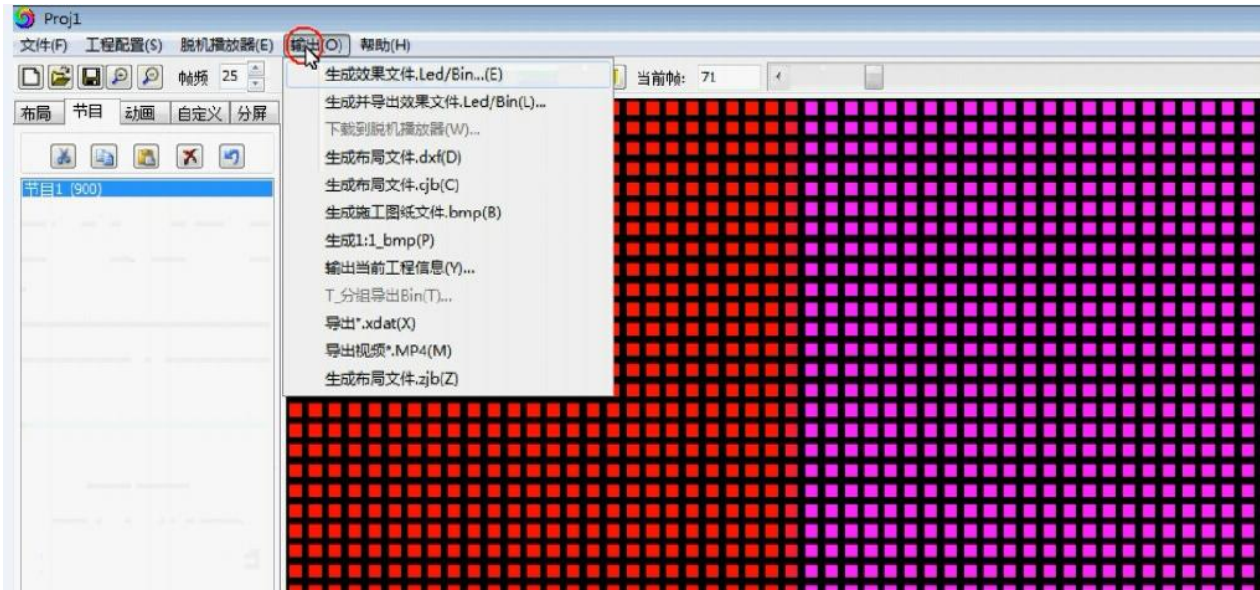 Proj1
文件(F) 工程配置(S) 脱机播放器(E) 输出(O) 帮助(H)
帧频 25 当前帧: 71
布局 节目 动画 自定义 分屏
节目1 (900)
生成效果文件.Led/Bin...(E)
生成并导出效果文件.Led/Bin(L)...
下载到脱机播放器(W)...
生成布局文件.dxf(D)
生成布局文件.cjb(C)
生成施工图纸文件.bmp(B)
生成1:1_bmp(P)
输出当前工程信息(Y)...
T_分组导出Bin(T)...
导出*.xdat(X)
导出视频*.MP4(M)
生成布局文件.zjb(Z)